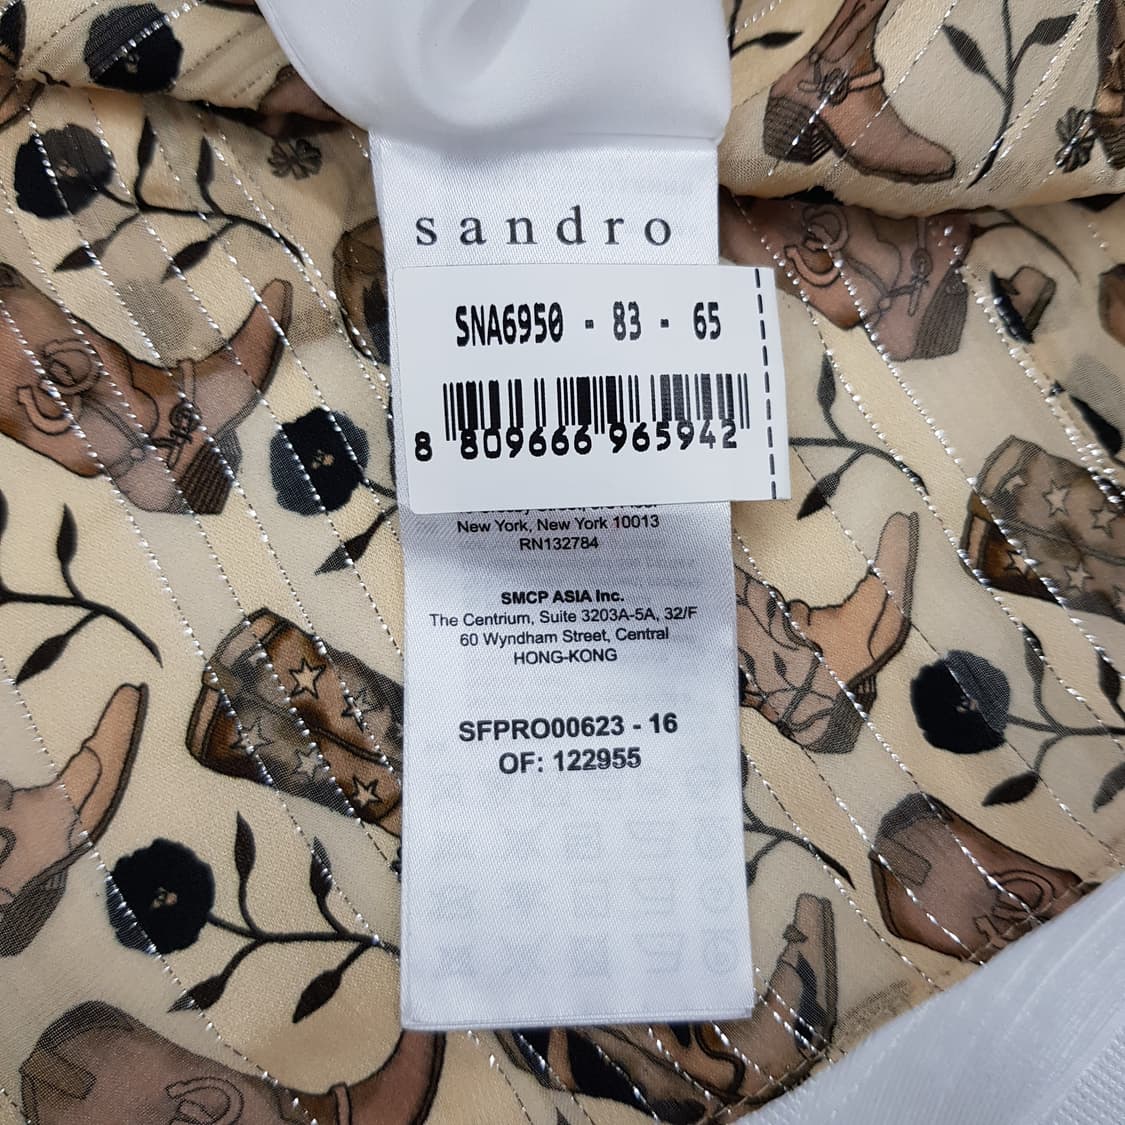 sandro
SNA6950 - 83 - 65
8 809666 965942
New York, New York 10013
RN132784
SMCP ASIA Inc.
The Centrium, Suite 3203A-5A, 32/F
60 Wyndham Street, Central
HONG-KONG
SFPRO00623 - 16
OF: 122955